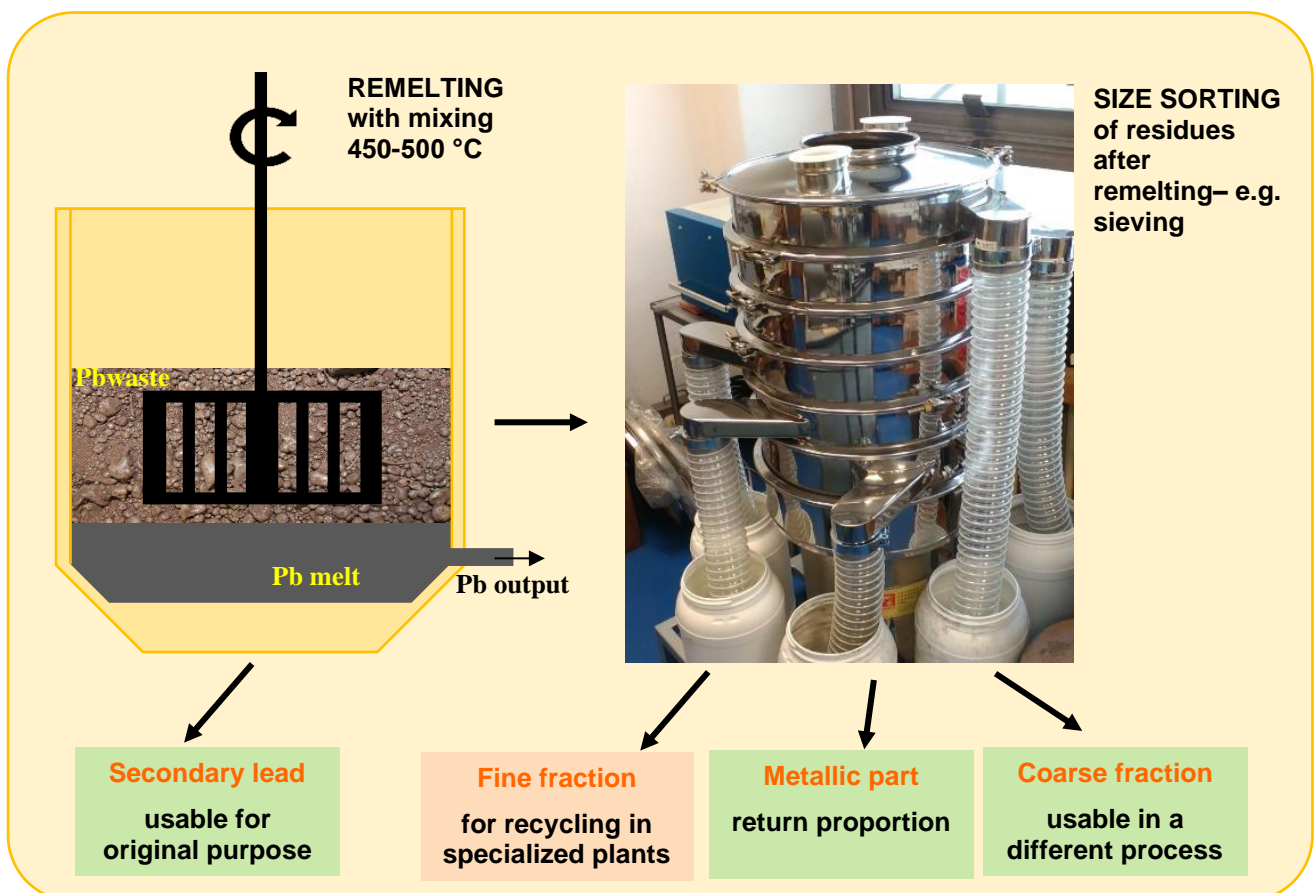 REMELTING
with mixing
450-500 °C
SIZE SORTING
of residues
after
remelting– e.g.
sieving
Pbwaste
Pb melt
Pb output
Secondary lead
usable for
original purpose
Fine fraction
for recycling in
specialized plants
Metallic part
return proportion
Coarse fraction
usable in a
different process